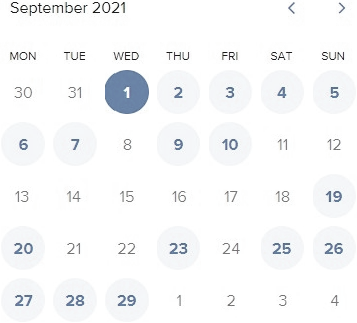 September 2021
MON TUE WED THU FRI SAT SUN
30 31 1 2 3 4 5
6 7 8 9 10 11 12
13 14 15 16 17 18 19
20 21 22 23 24 25 26
27 28 29 1 2 3 4